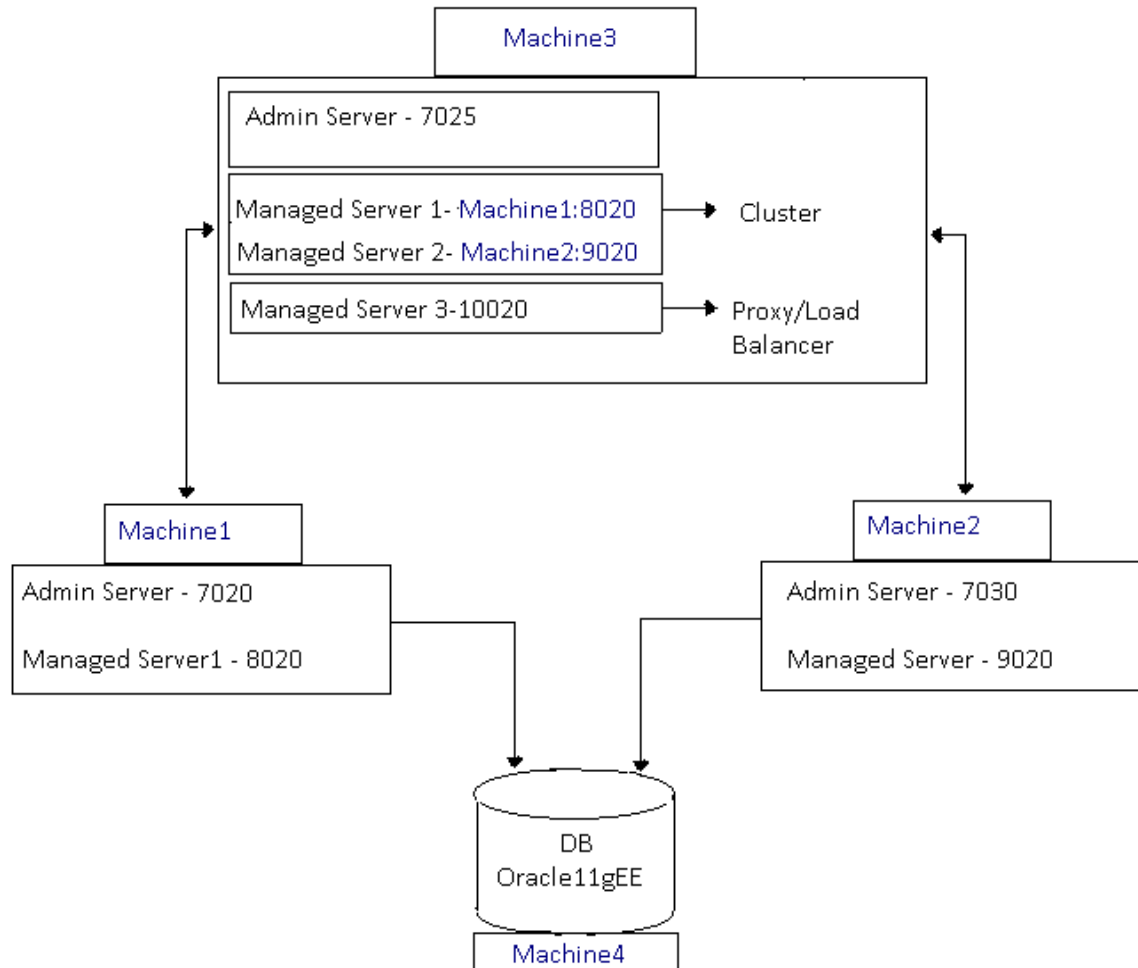 Machine3
Admin Server - 7025
Managed Server 1- Machine1:8020
Managed Server 2- Machine2:9020
Cluster
Managed Server 3-10020
Proxy/Load
Balancer
Machine1
Admin Server - 7020
Managed Server1 - 8020
Machine2
Admin Server - 7030
Managed Server - 9020
DB
Oracle11gEE
Machine4